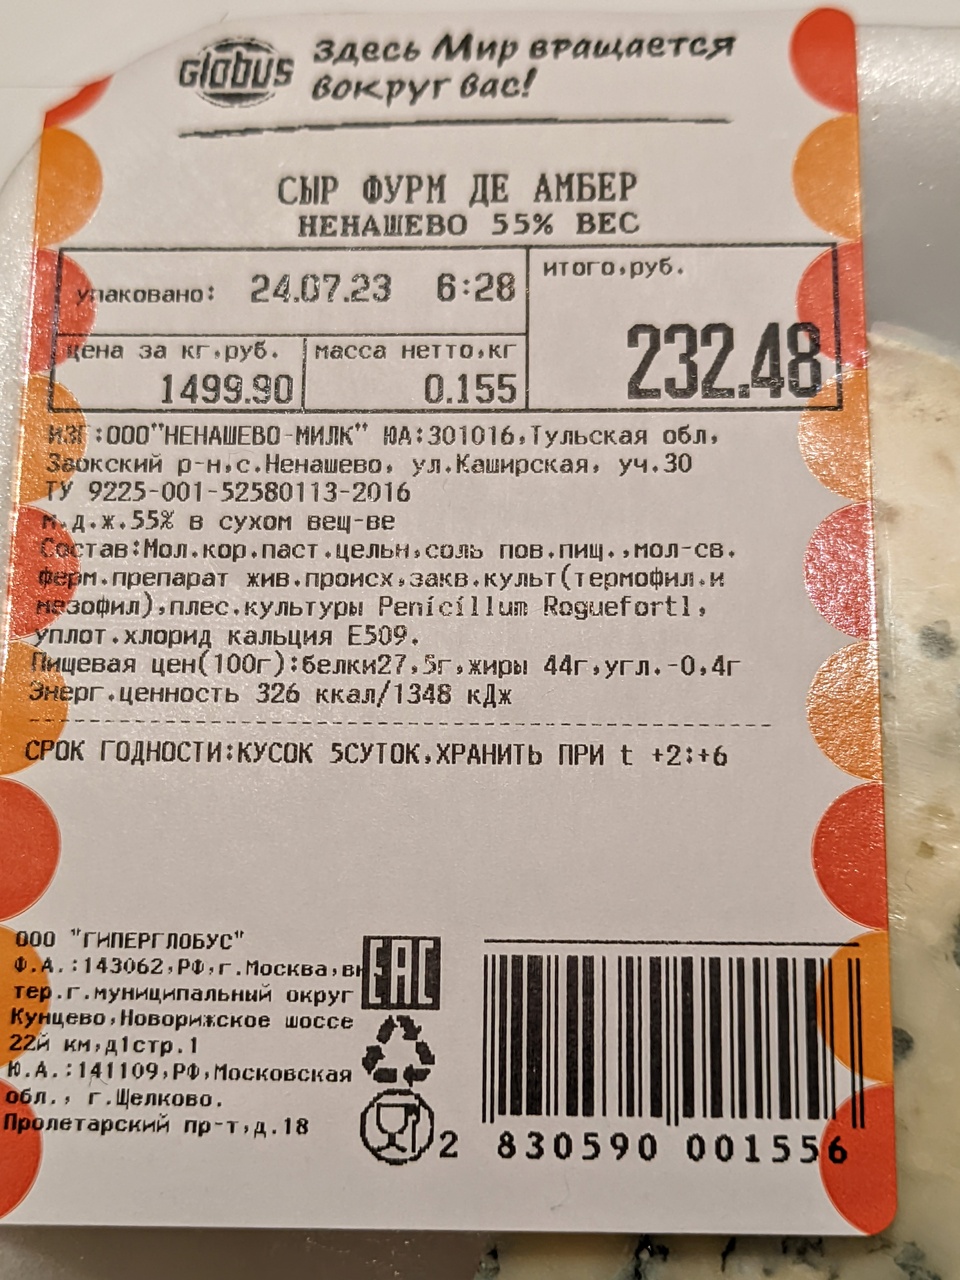 Globus
Здесь Мир вращается
вокруг вас!
СЫР ФУРМ ДЕ АМБЕР
НЕНАШЕВО 55% ВЕС
упаковано: 24.07.23 6:28
итого,руб.
232.48
цена за кг,руб.
1499.90
масса нетто,кг
0.155
ИЗГ:ООО"НЕНАШЕВО-МИЛК" ЮА:301016,Тульская обл,
Заокский р-н,с.Ненашево, ул.Каширская, уч.30
ТУ 9225-001-52580113-2016
м.д.ж.55% в сухом вещ-ве
Состав:Мол.кор.паст.цельн,соль пов.пищ.,мол-св.
ферм.препарат жив.происх,закв.культ(термофил.и
мезофил),плес.культуры Penicillum Roguefortl,
уплот.хлорид кальция Е509.
Пищевая цен(100г):белки27,5г,жиры 44г,угл.-0,4г
Энерг.ценность 326 ккал/1348 кДж
СРОК ГОДНОСТИ:КУСОК 5СУТОК,ХРАНИТЬ ПРИ t +2:+6
ООО "ГИПЕРГЛОБУС"
Ф.А.:143062,РФ,г.Москва,вн
тер.г.муниципальный округ
Кунцево,Новорижское шоссе
22й км,д1стр.1
Ю.А.:141109,РФ,Московская
обл., г.Щелково.
Пролетарский пр-т,д.18
EAC
2 830590 001556